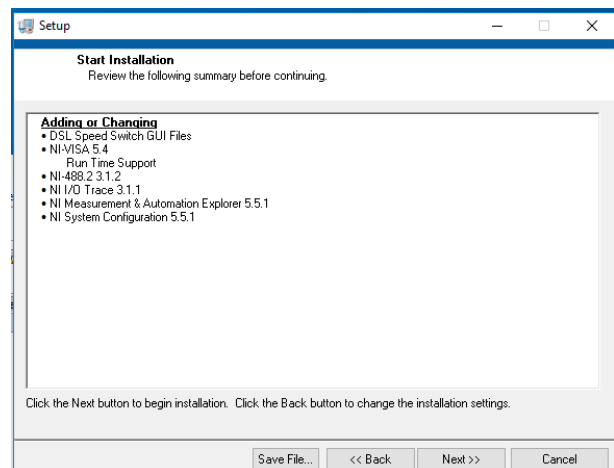 Setup
Start Installation
Review the following summary before continuing.
Adding or Changing
• DSL Speed Switch GUI Files
• NI-VISA 5.4
Run Time Support
• NI-488.2 3.1.2
• NI I/O Trace 3.1.1
• NI Measurement & Automation Explorer 5.5.1
• NI System Configuration 5.5.1
Click the Next button to begin installation. Click the Back button to change the installation settings.
Save File... << Back Next >> Cancel